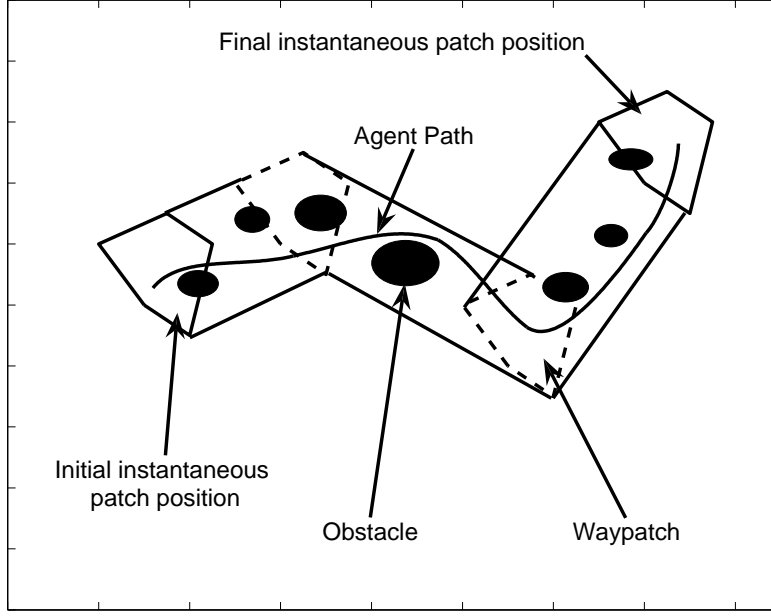 Final instantaneous patch position
Agent Path
Initial instantaneous
patch position
Obstacle
Waypatch